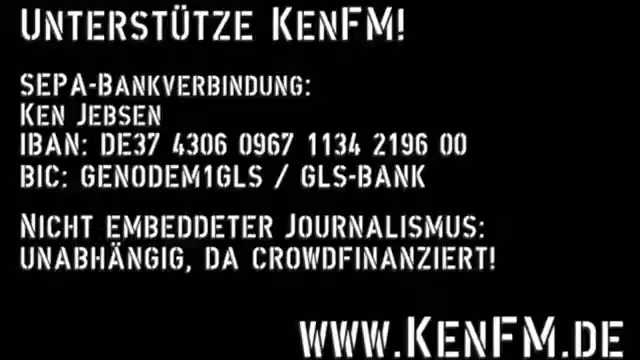 Unterstütze KenFM!
SEPA-Bankverbindung:
Ken Jebsen
IBAN: DE37 4306 0967 1134 2196 00
BIC: GENODEM1GLS / GLS-BANK
Nicht embeddeter Journalismus:
unabhängig, da crowdfinanziert!
www.KenFM.de